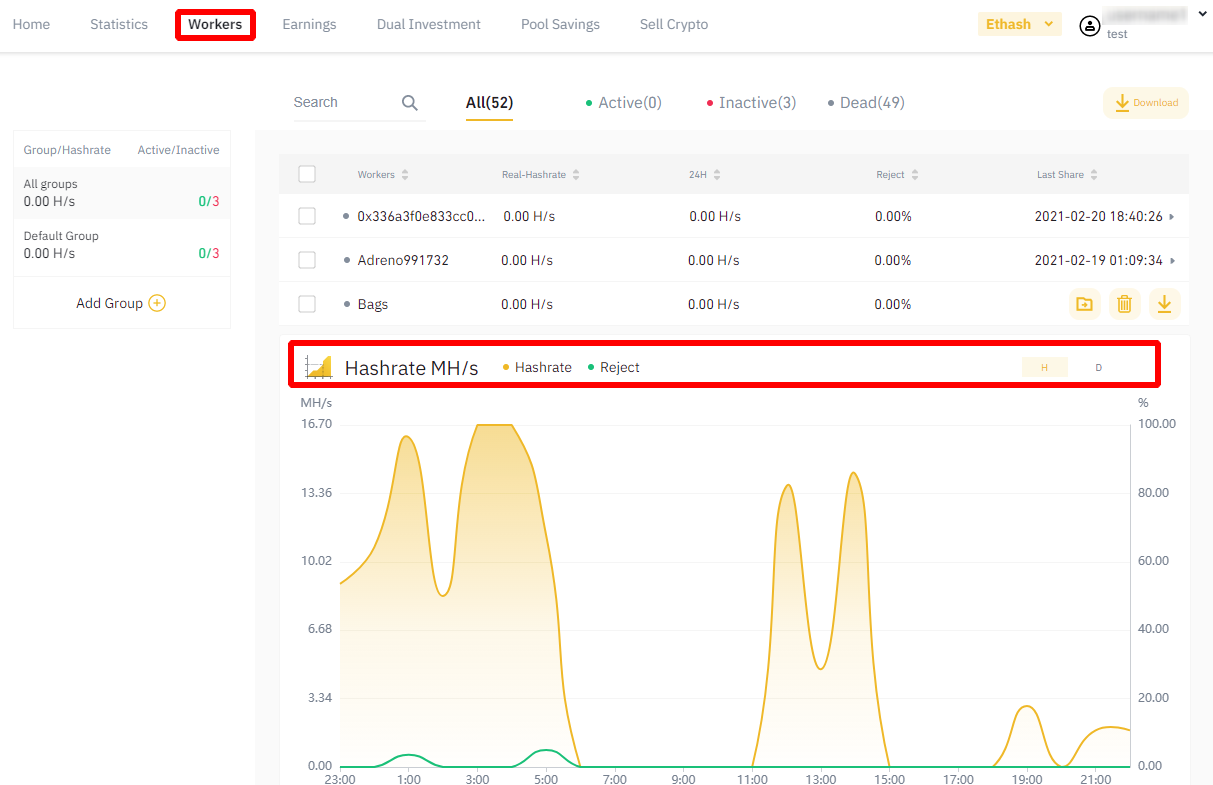 Home Statistics Workers Earnings Dual Investment Pool Savings Sell Crypto Ethash
test
Search All(52) Active(0) Inactive(3) Dead(49) Download
Group/Hashrate Active/Inactive
All groups
0.00 H/s 0/3
Default Group
0.00 H/s 0/3
Add Group
Workers Real-Hashrate 24H Reject Last Share
0x336a3f0e833cc0... 0.00 H/s 0.00 H/s 0.00% 2021-02-20 18:40:26
Adreno991732 0.00 H/s 0.00 H/s 0.00% 2021-02-19 01:09:34
Bags 0.00 H/s 0.00 H/s 0.00%
Hashrate MH/s Hashrate Reject H D
MH/s %
16.70 100.00
13.36 80.00
10.02 60.00
6.68 40.00
3.34 20.00
0.00 0.00
23:00 1:00 3:00 5:00 7:00 9:00 11:00 13:00 15:00 17:00 19:00 21:00